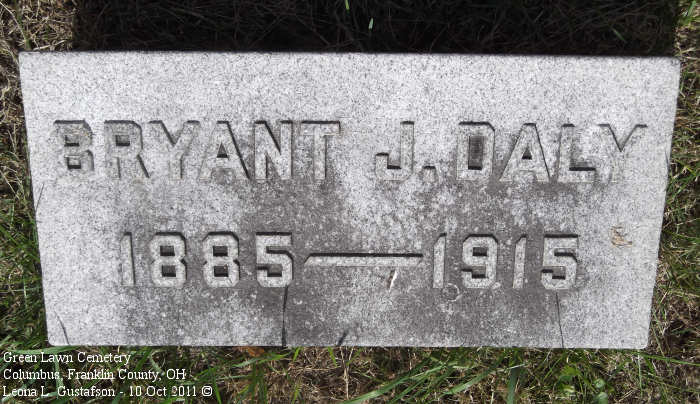 BRYANT J. DALY
1885 — 1915
Green Lawn Cemetery
Columbus, Franklin County, OH
Leona L. Gustafson - 10 Oct 2011 ©